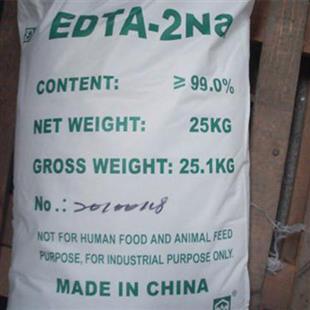 EDTA-2Na
CONTENT: ≥ 99.0%
NET WEIGHT: 25KG
GROSS WEIGHT: 25.1KG
No.:
NOT FOR HUMAN FOOD AND ANIMAL FEED
PURPOSE, FOR INDUSTRIAL PURPOSE ONLY.
MADE IN CHINA